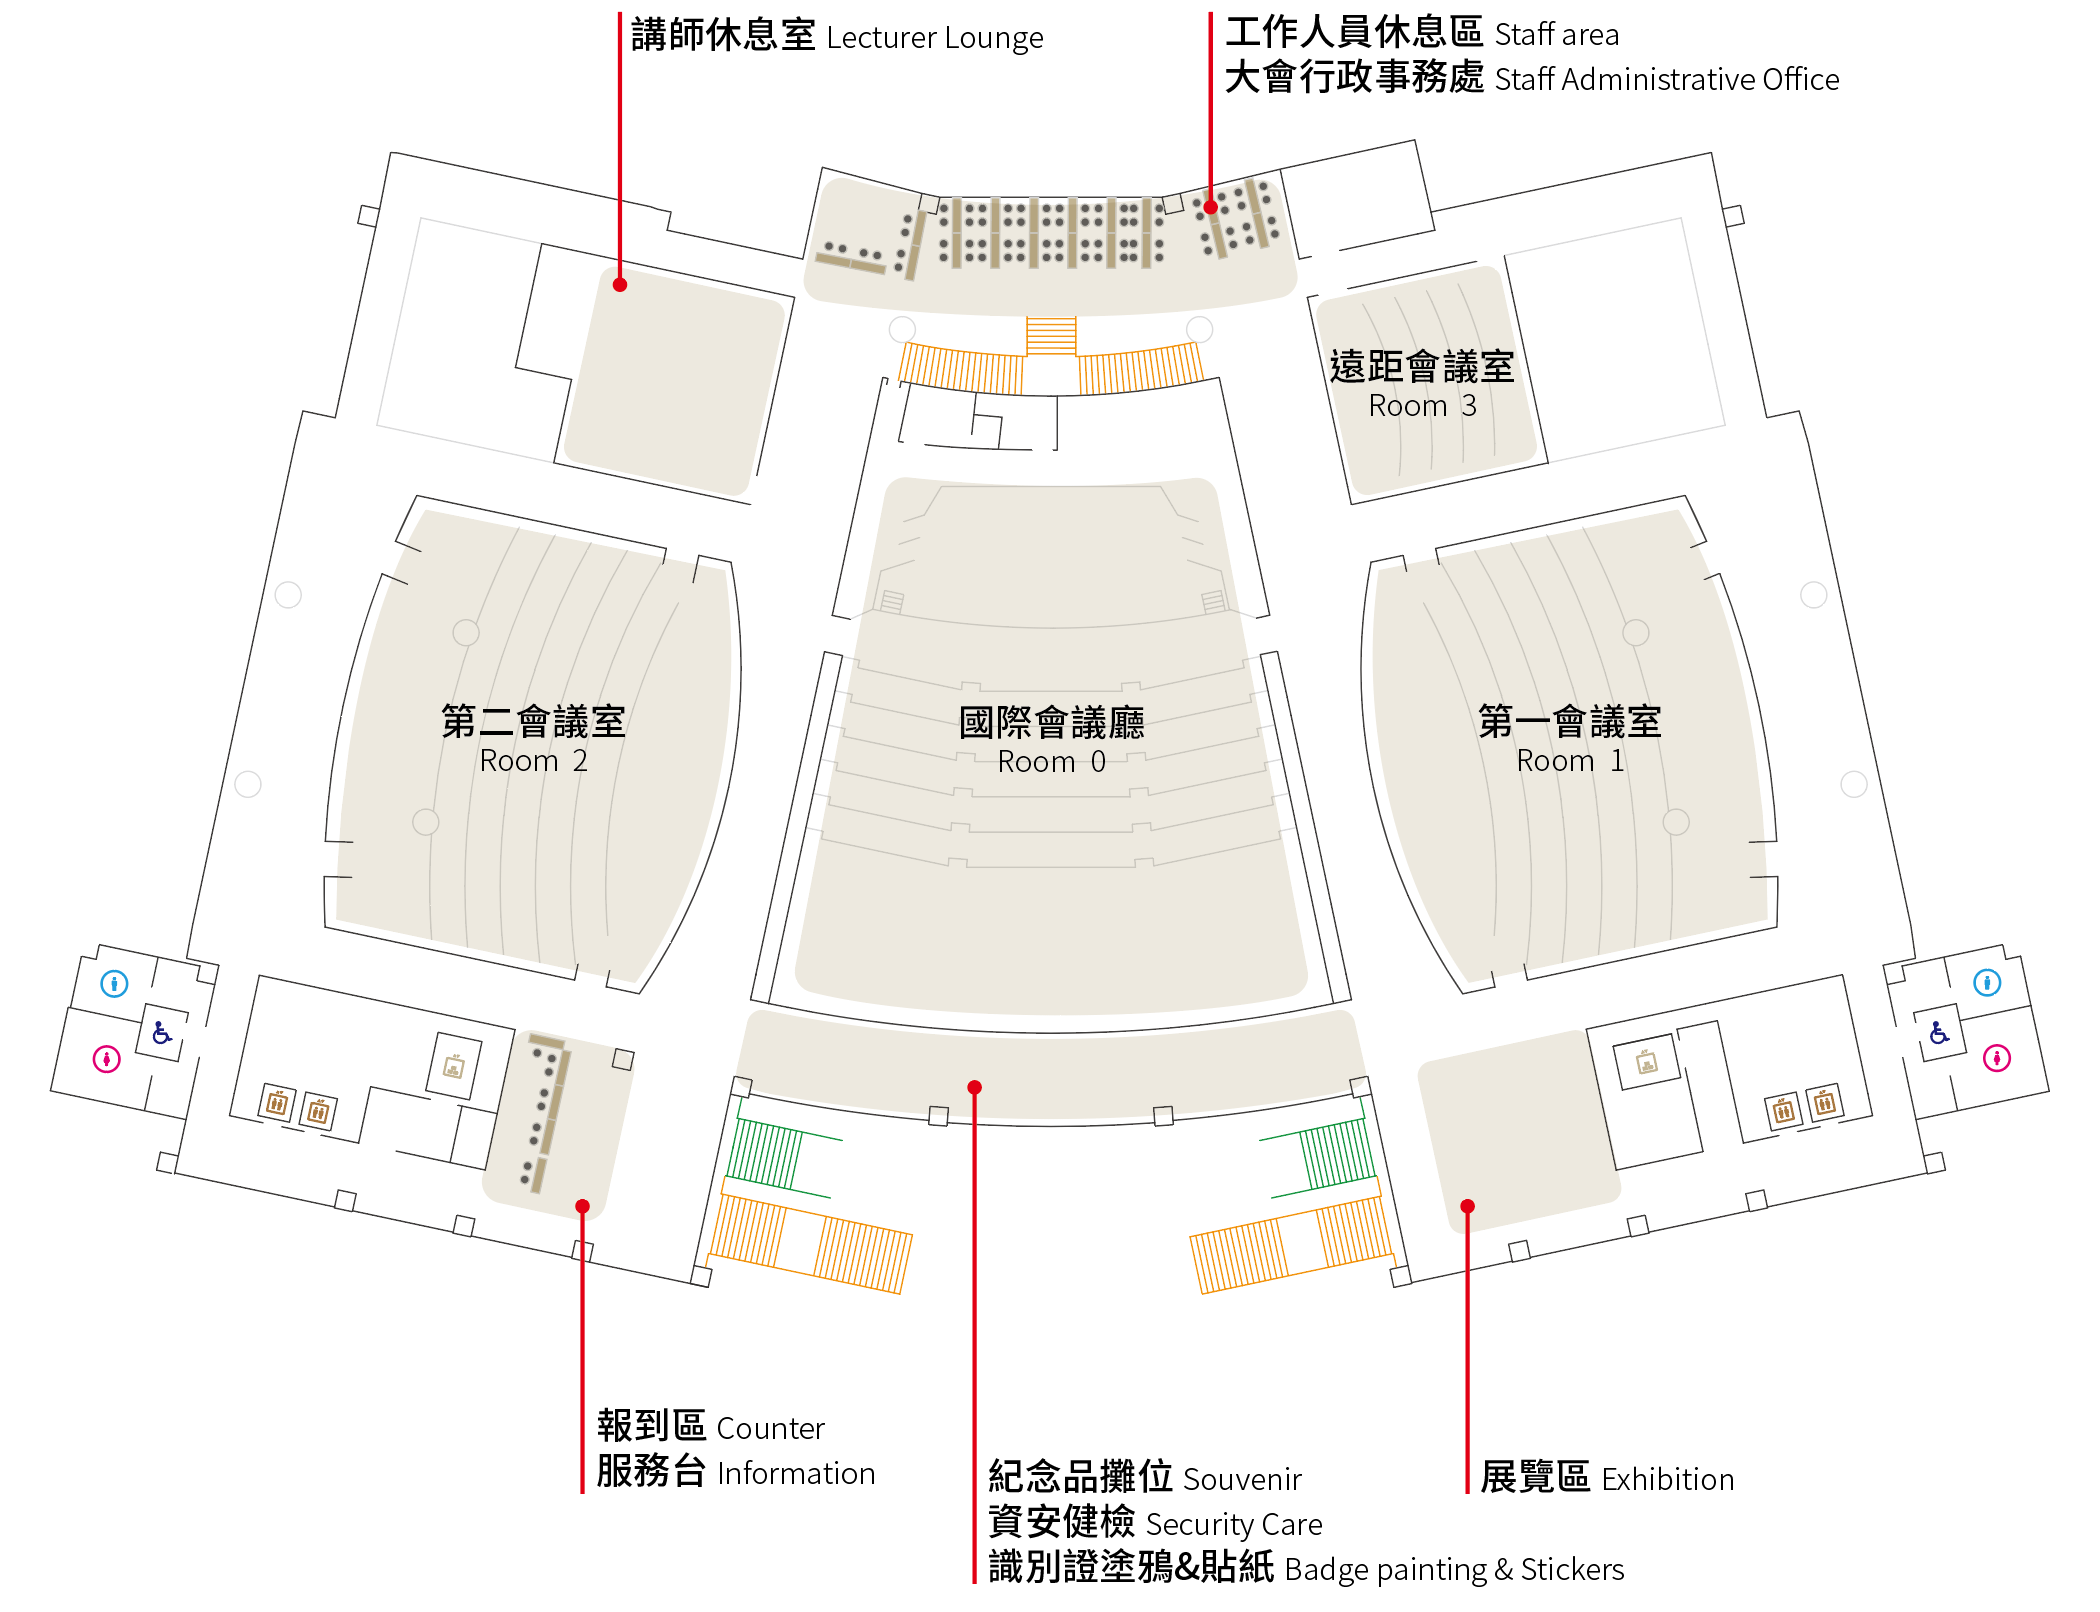 講師休息室 Lecturer Lounge
工作人員休息區 Staff area
大會行政事務處 Staff Administrative Office
遠距會議室
Room 3
第二會議室
Room 2
國際會議廳
Room 0
第一會議室
Room 1
報到區 Counter
服務台 Information
紀念品攤位 Souvenir
資安健檢 Security Care
識別證塗鴉&貼紙 Badge painting & Stickers
展覽區 Exhibition